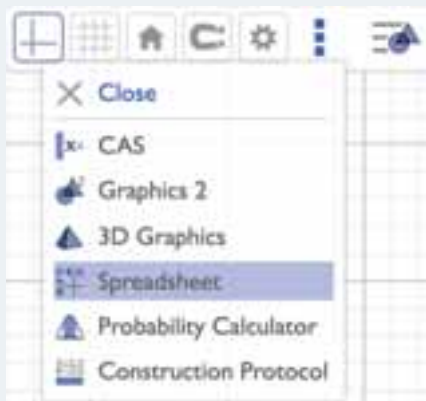 Close
CAS
Graphics 2
3D Graphics
Spreadsheet
Probability Calculator
Construction Protocol